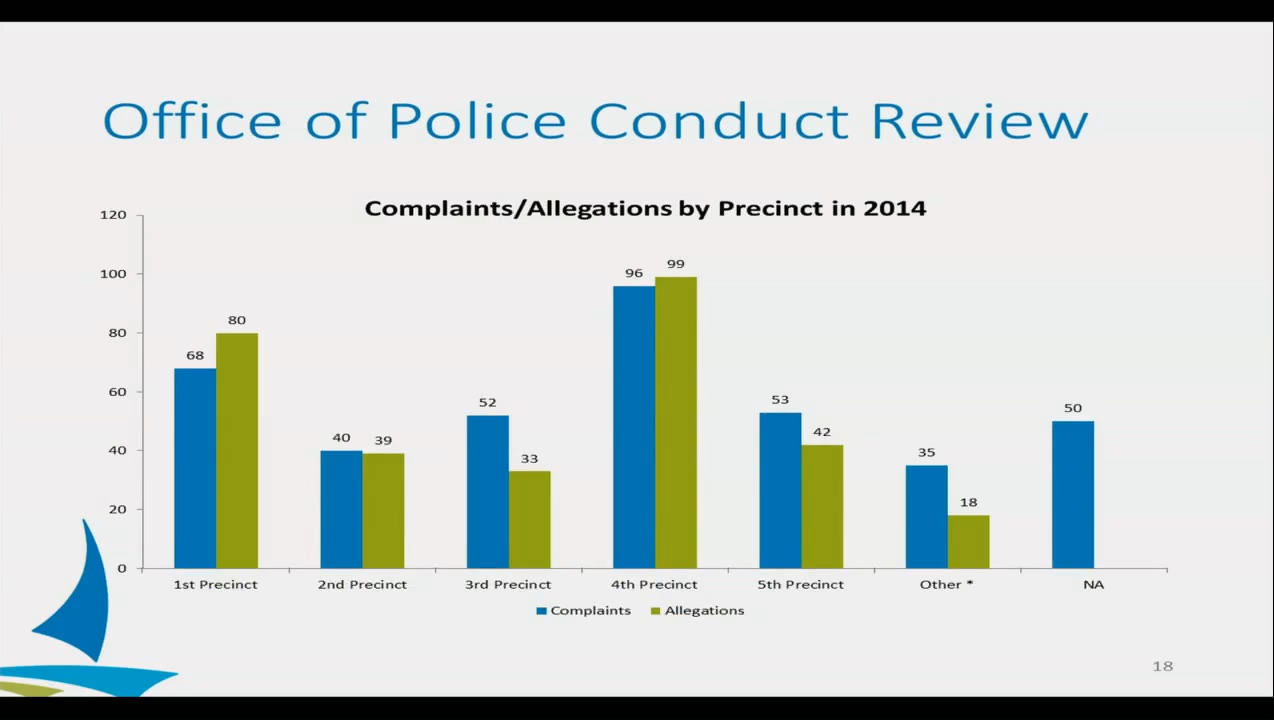 Office of Police Conduct Review
Complaints/Allegations by Precinct in 2014
120
100
80
60
40
20
0
68
80
40
39
52
33
96
99
53
42
35
18
50
1st Precinct
2nd Precinct
3rd Precinct
4th Precinct
5th Precinct
Other *
NA
Complaints
Allegations
18